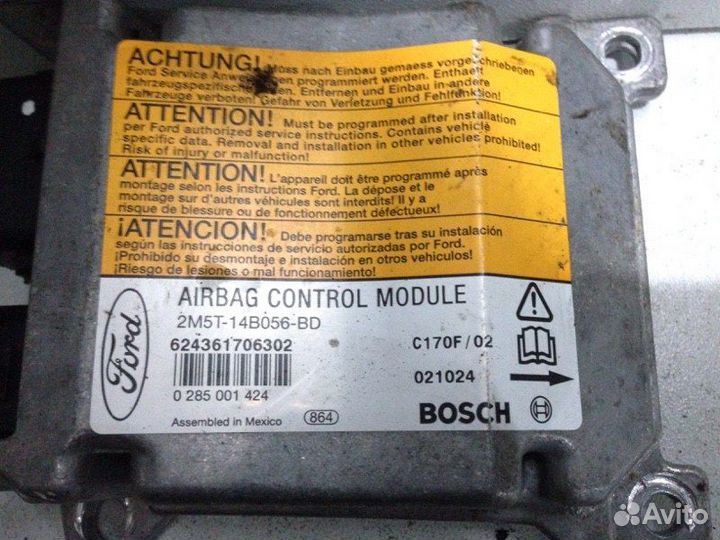 ACHTUNG! Muss nach Einbau gemaess vorgeschriebenen
Ford Service programmiert werden. Enthaelt
Entfernen und Einbau in andere
Fahrzeuge verboten! Gefahr von Verletzung und Fehlfunktion!
ATTENTION! Must be programmed after installation
per Ford authorized service instructions. Contains vehicle
specific data. Removal and installation in other vehicles prohibited!
Risk of injury or malfunction!
ATTENTION! L'appareil doit être programmé après
montage selon les instructions Ford. La dépose et le
montage sur d'autres véhicules sont interdits! Il y a
risque de blessure ou de fonctionnement défectueux!
¡ATENCION! Debe programarse tras su instalación
según las instrucciones de servicio autorizadas por Ford.
¡Prohibido su desmontaje e instalación en otros vehículos!
¡Riesgo de lesiones o mal funcionamiento!
Ford
AIRBAG CONTROL MODULE
2M5T-14B056-BD
624361706302
C170F/02
021024
0 285 001 424
Assembled in Mexico
864
BOSCH
Avito